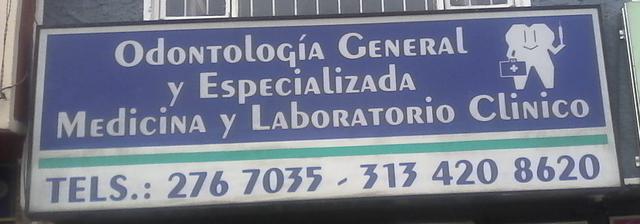 Odontología General
y Especializada
Medicina y Laboratorio Clinico
TELS.: 276 7035 - 313 420 8620